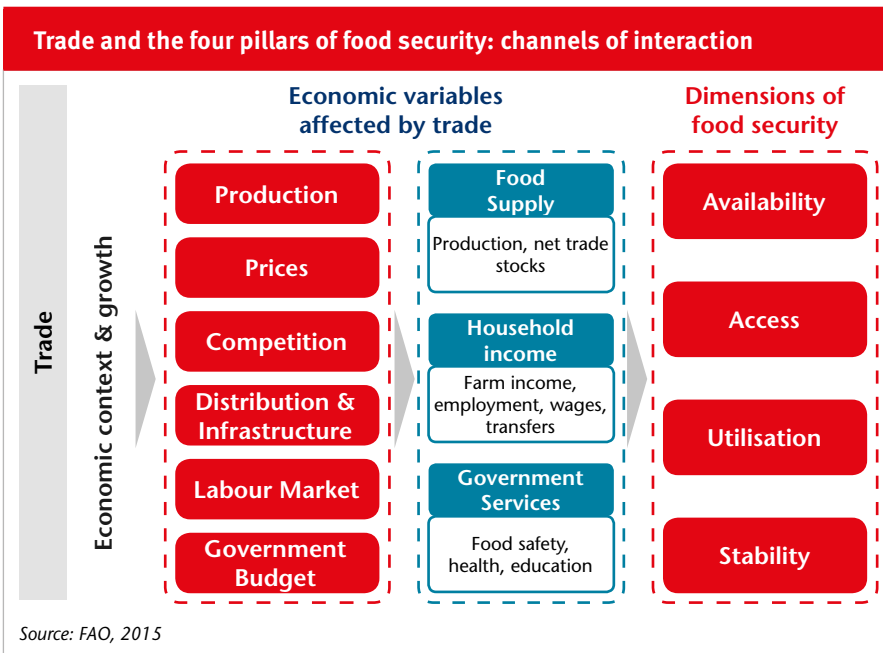 Trade and the four pillars of food security: channels of interaction
Trade
Economic context & growth
Economic variables
affected by trade
Production
Prices
Competition
Distribution &
Infrastructure
Labour Market
Government
Budget
Food
Supply
Production, net trade
stocks
Household
income
Farm income,
employment, wages,
transfers
Government
Services
Food safety,
health, education
Dimensions of
food security
Availability
Access
Utilisation
Stability
Source: FAO, 2015